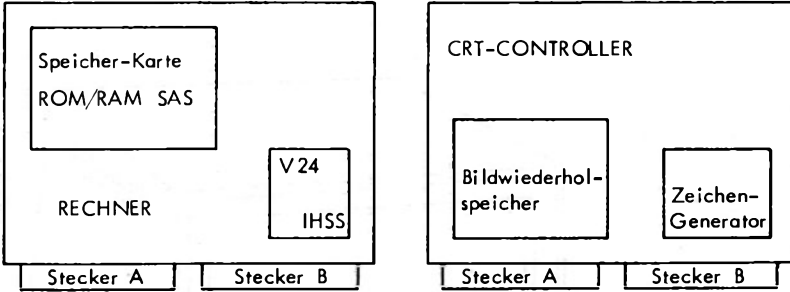 Speicher-Karte
ROM/RAM SAS
V24
IHSS
RECHNER
Stecker A
Stecker B
CRT-CONTROLLER
Bildwiederhol-
speicher
Zeichen-
Generator
Stecker A
Stecker B